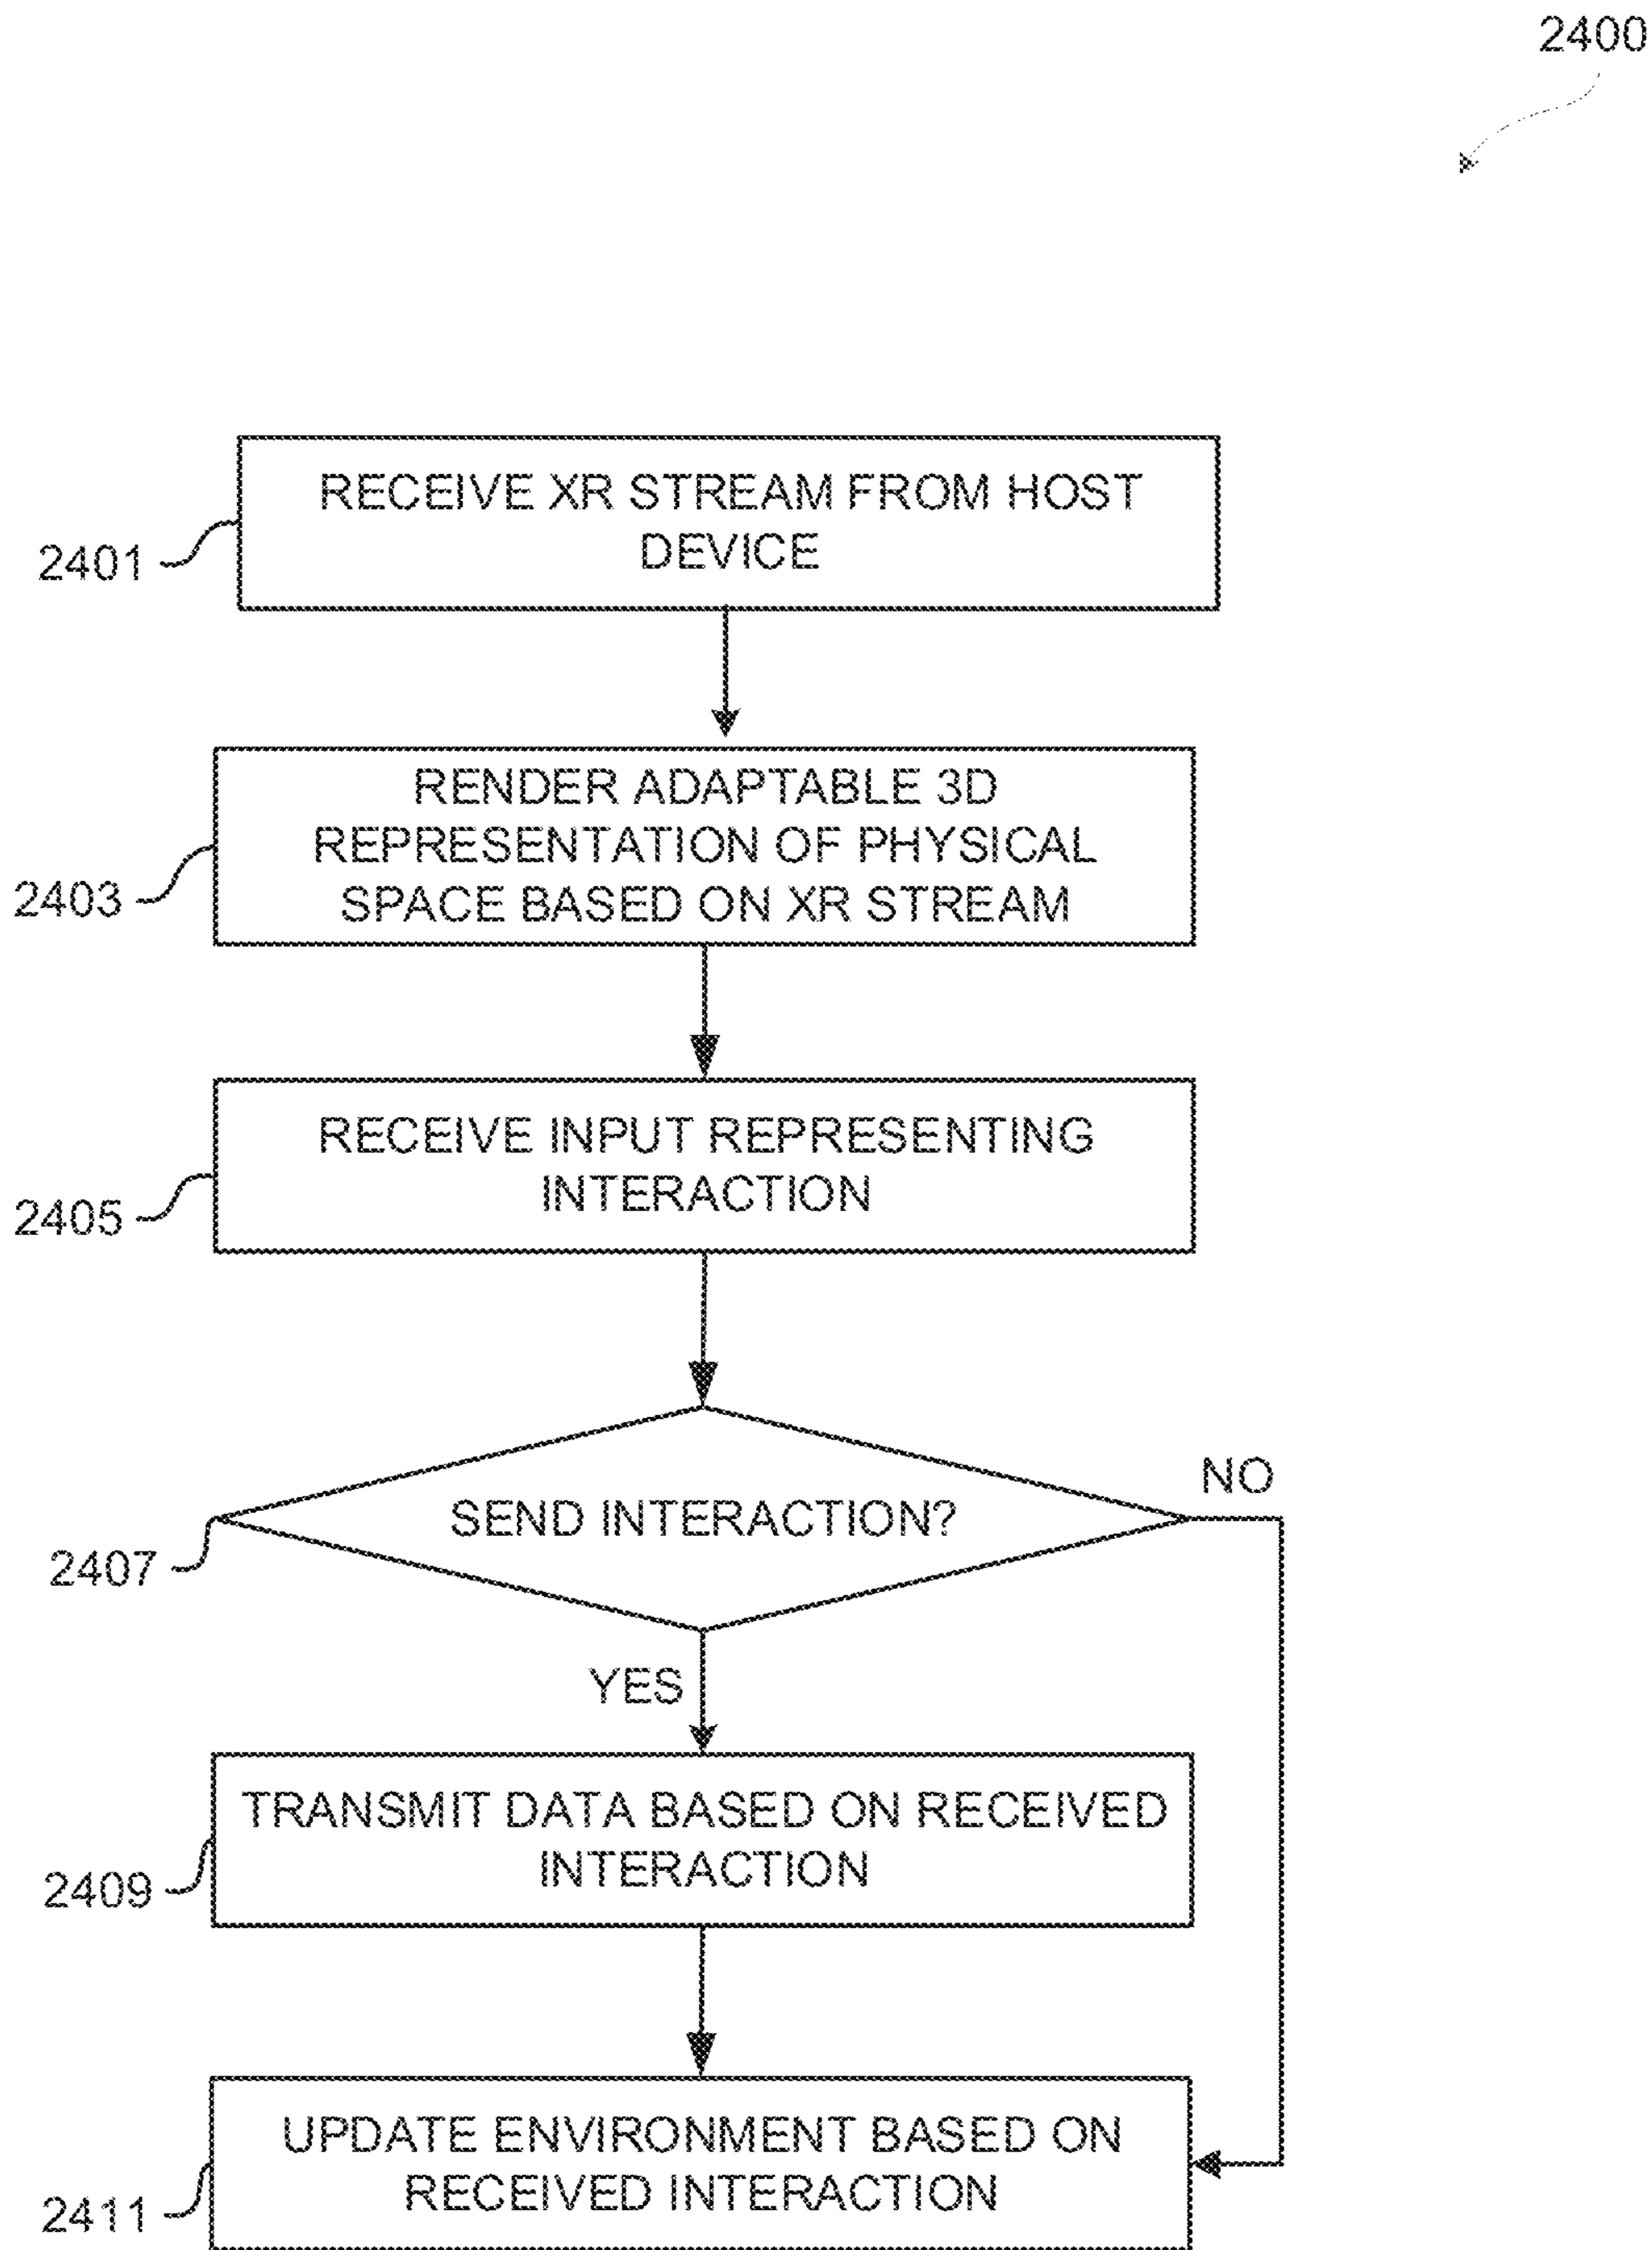 2400
RECEIVE XR STREAM FROM HOST
DEVICE
2401
RENDER ADAPTABLE 3D
REPRESENTATION OF PHYSICAL
SPACE BASED ON XR STREAM
2403
RECEIVE INPUT REPRESENTING
INTERACTION
2405
NO
SEND INTERACTION?
2407
YES
TRANSMIT DATA BASED ON RECEIVED
INTERACTION
2409
UPDATE ENVIRONMENT BASED ON
RECEIVED INTERACTION
2411